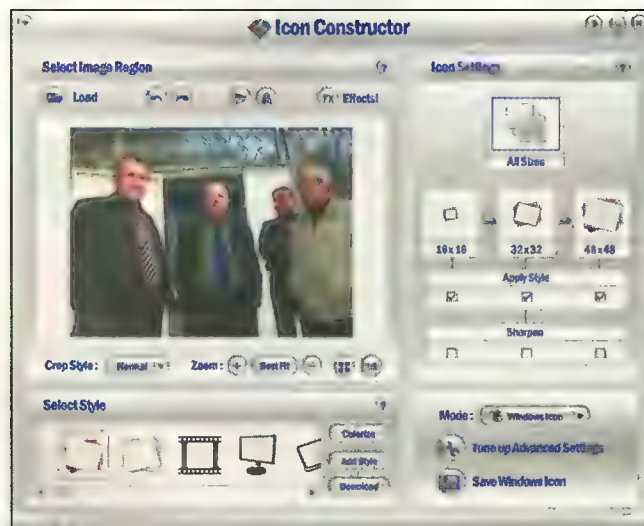 Icon Constructor
Select Image Region
Load
FX Effects!
Crop Style: Normal Zoom: Best Fit
Select Style
Colorize
Add Style
Download
Icon Settings
All Sizes
16x16 32x32 48x48
Apply Style
Sharpen
Mode: Windows Icon
Tune up Advanced Settings
Save Windows Icon